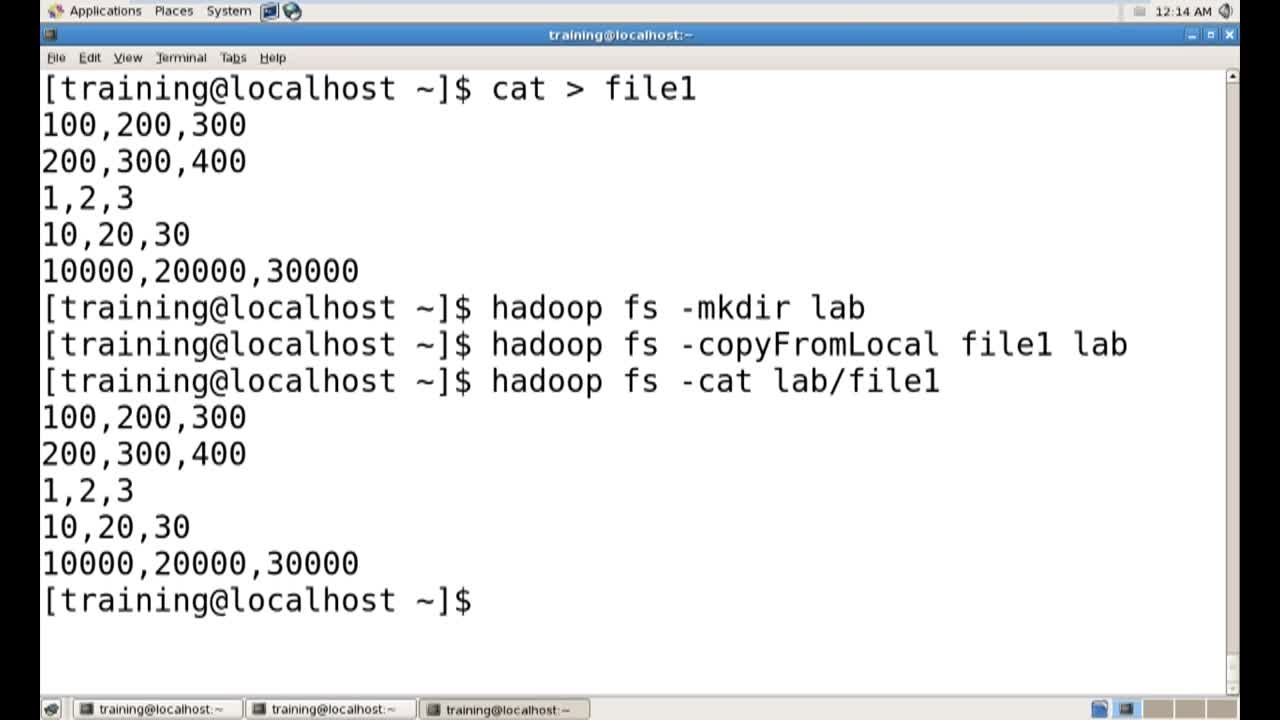 Applications Places System 12:14 AM
training@localhost:~
File Edit View Terminal Tabs Help
[training@localhost ~]$ cat > file1
100,200,300
200,300,400
1,2,3
10,20,30
10000,20000,30000
[training@localhost ~]$ hadoop fs -mkdir lab
[training@localhost ~]$ hadoop fs -copyFromLocal file1 lab
[training@localhost ~]$ hadoop fs -cat lab/file1
100,200,300
200,300,400
1,2,3
10,20,30
10000,20000,30000
[training@localhost ~]$
training@localhost:~ training@localhost:~ training@localhost:~